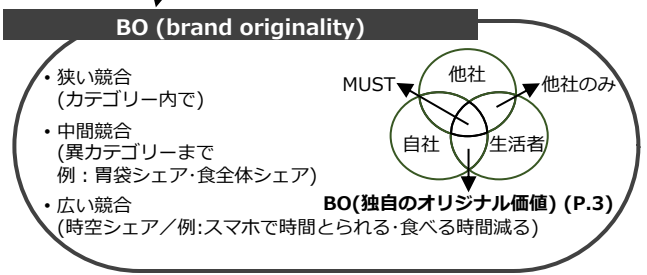 BO (brand originality)
・狭い競合
(カテゴリー内で)
・中間競合
(異カテゴリーまで
例：胃袋シェア･食全体シェア)
・広い競合
(時空シェア／例:スマホで時間とられる･食べる時間減る)
MUST
他社
他社のみ
自社
生活者
BO(独自のオリジナル価値) (P.3)